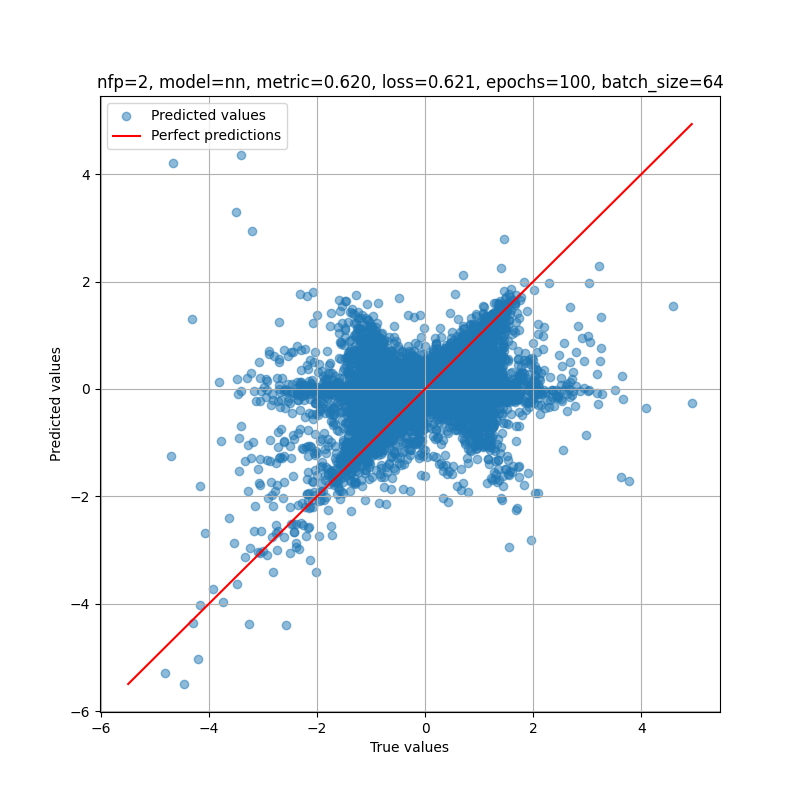 nfp=2, model=nn, metric=0.620, loss=0.621, epochs=100, batch_size=64
Predicted values
Perfect predictions
4
2
0
−2
−4
−6
Predicted values
−6
−4
−2
0
2
4
True values